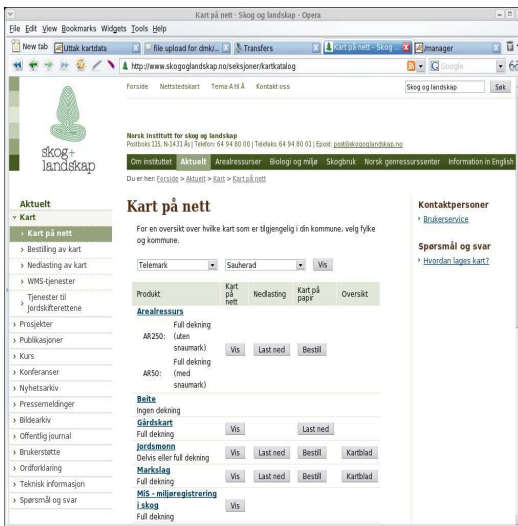 Kart på nett - Skog og landskap - Opera
File Edit View Bookmarks Widgets Tools Help
New tab Uttak kartdata file upload for dmk/... Transfers Kart på nett - Skog ... /manager
http://www.skogoglandskap.no/seksjoner/kartkatalog Google
Forside Nettstedskart Tema A til Å Kontakt oss Skog og landskap Søk
skog+
landskap
Norsk institutt for skog og landskap
Postboks 115, N-1431 Ås | Telefon: 64 94 80 00 | Telefaks: 64 94 80 01 | Epost: post@skogoglandskap.no
Om instituttet Aktuelt Arealressurser Biologi og miljø Skogbruk Norsk genressurssenter Information in English
Du er her: Forside > Aktuelt > Kart > Kart på nett
Aktuelt
Kart
Kart på nett
Bestilling av kart
Nedlasting av kart
WMS-tjenester
Tjenester til
Jordskifterettene
Prosjekter
Publikasjoner
Kurs
Konferanser
Nyhetsarkiv
Pressemeldinger
Bildearkiv
Offentlig journal
Brukerstøtte
Ordforklaring
Teknisk informasjon
Spørsmål og svar
Kart på nett
For en oversikt over hvilke kart som er tilgjengelig i din kommune, velg fylke
og kommune.
Telemark Sauherad Vis
Produkt Kart på nett Nedlasting Kart på papir Oversikt
Arealressurs
AR250: Full dekning (uten snaumark)
AR50: Full dekning (med snaumark)
Vis Last ned Bestill
Beite
Ingen dekning
Gårdskart
Full dekning Vis Last ned
Jordsmonn
Delvis eller full dekning Vis Last ned Bestill Kartblad
Markslag
Full dekning Vis Last ned Bestill Kartblad
MiS - miljøregistrering
i skog
Full dekning Vis
Kontaktpersoner
Brukerservice
Spørsmål og svar
Hvordan lages kart?